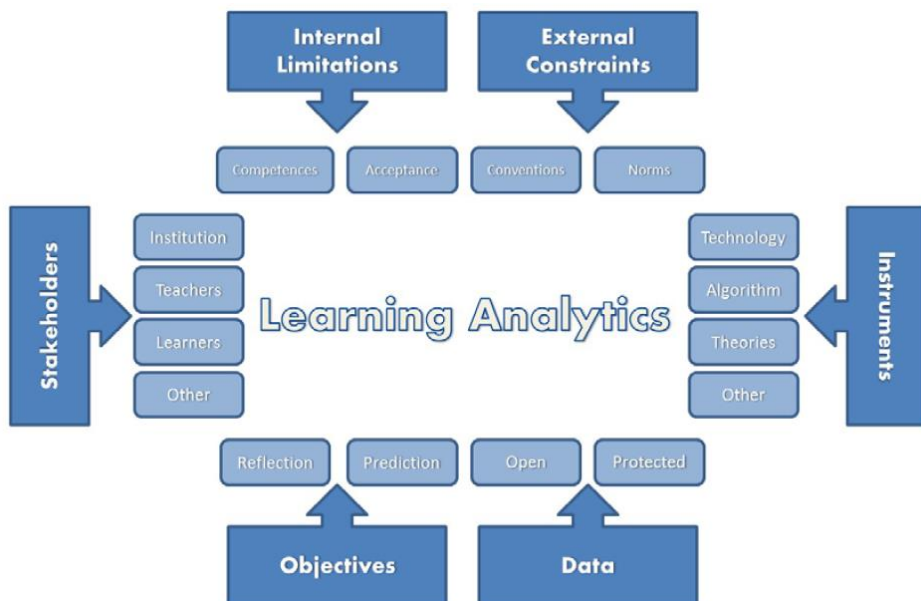 Internal
Limitations
External
Constraints
Competences
Acceptance
Conventions
Norms
Stakeholders
Institution
Teachers
Learners
Other
Learning Analytics
Technology
Algorithm
Theories
Other
Instruments
Reflection
Prediction
Open
Protected
Objectives
Data